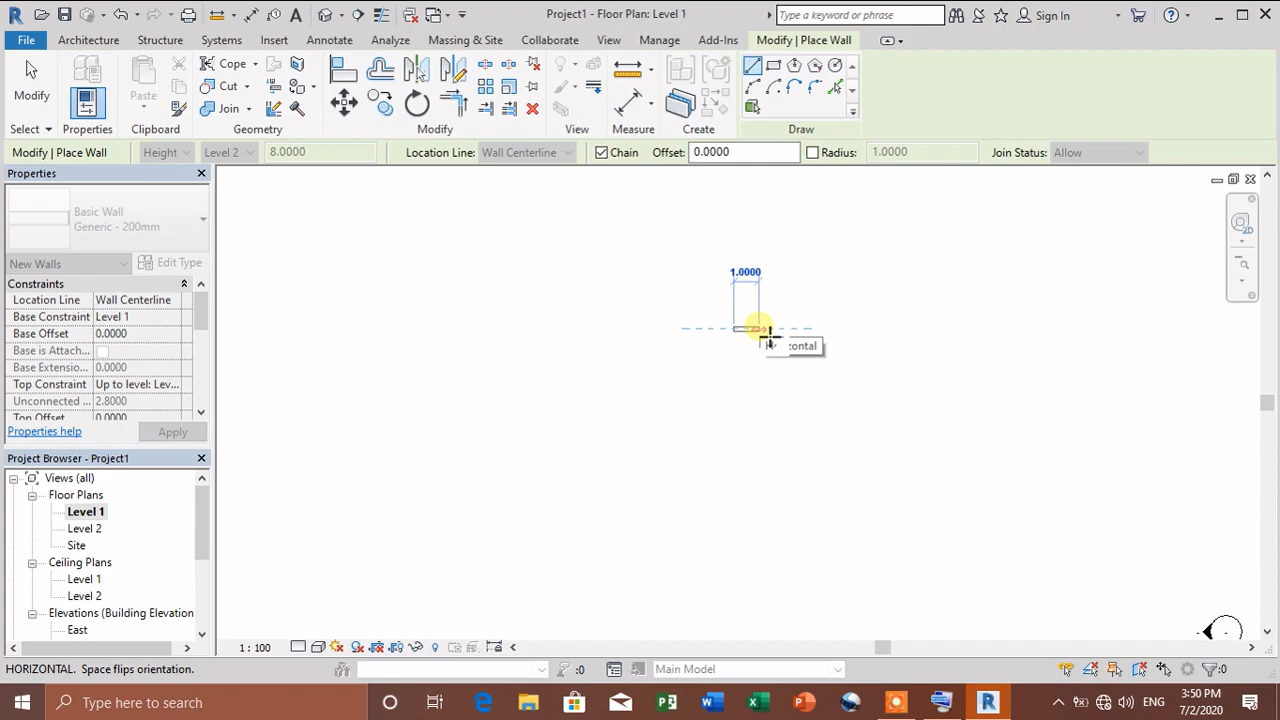 Project1 - Floor Plan: Level 1
Type a keyword or phrase
Sign In
File Architecture Structure Systems Insert Annotate Analyze Massing & Site Collaborate View Manage Add-Ins Modify | Place Wall
Modify
Paste
Cope
Cut
Join
Select Properties Clipboard Geometry Modify View Measure Create Draw
Modify | Place Wall Height Level 2 8.0000 Location Line: Wall Centerline Chain Offset: 0.0000 Radius: 1.0000 Join Status: Allow
Properties
Basic Wall
Generic - 200mm
New Walls Edit Type
Constraints
Location Line Wall Centerline
Base Constraint Level 1
Base Offset 0.0000
Base is Attach...
Base Extension... 0.0000
Top Constraint Up to level: Lev...
Unconnected ... 2.8000
Top Offset 0.0000
Properties help Apply
Project Browser - Project1
Views (all)
Floor Plans
Level 1
Level 2
Site
Ceiling Plans
Level 1
Level 2
Elevations (Building Elevation
East
1.0000
2D
1 : 100
HORIZONTAL. Space flips orientation.
:0
Main Model
:0
Type here to search
ENG
3:50 PM
7/2/2020